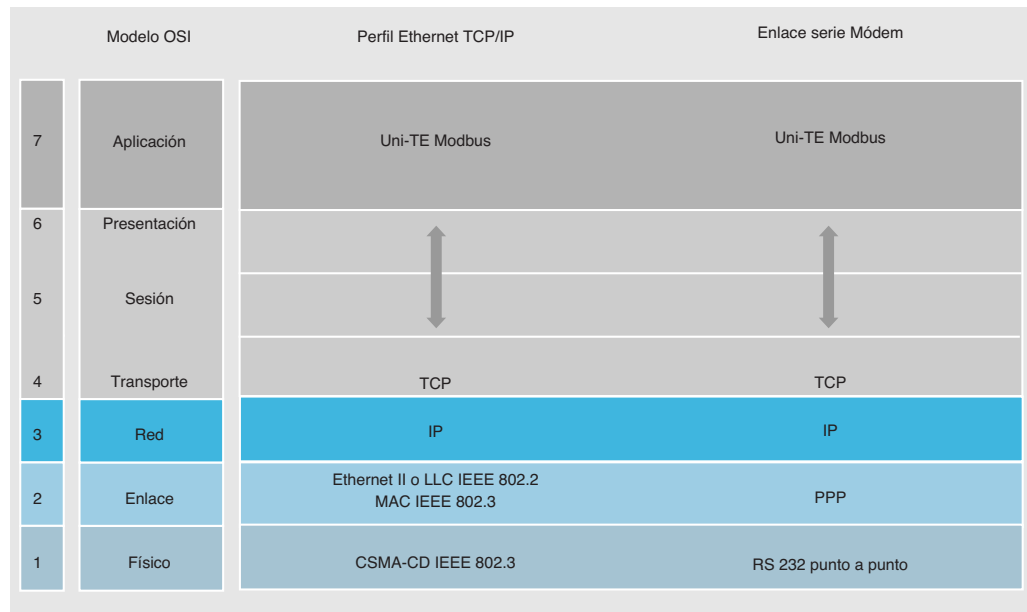 Modelo OSI
Perfil Ethernet TCP/IP
Enlace serie Módem
7
Aplicación
Uni-TE Modbus
Uni-TE Modbus
6
Presentación
5
Sesión
4
Transporte
TCP
TCP
3
Red
IP
IP
2
Enlace
Ethernet II o LLC IEEE 802.2
MAC IEEE 802.3
PPP
1
Físico
CSMA-CD IEEE 802.3
RS 232 punto a punto